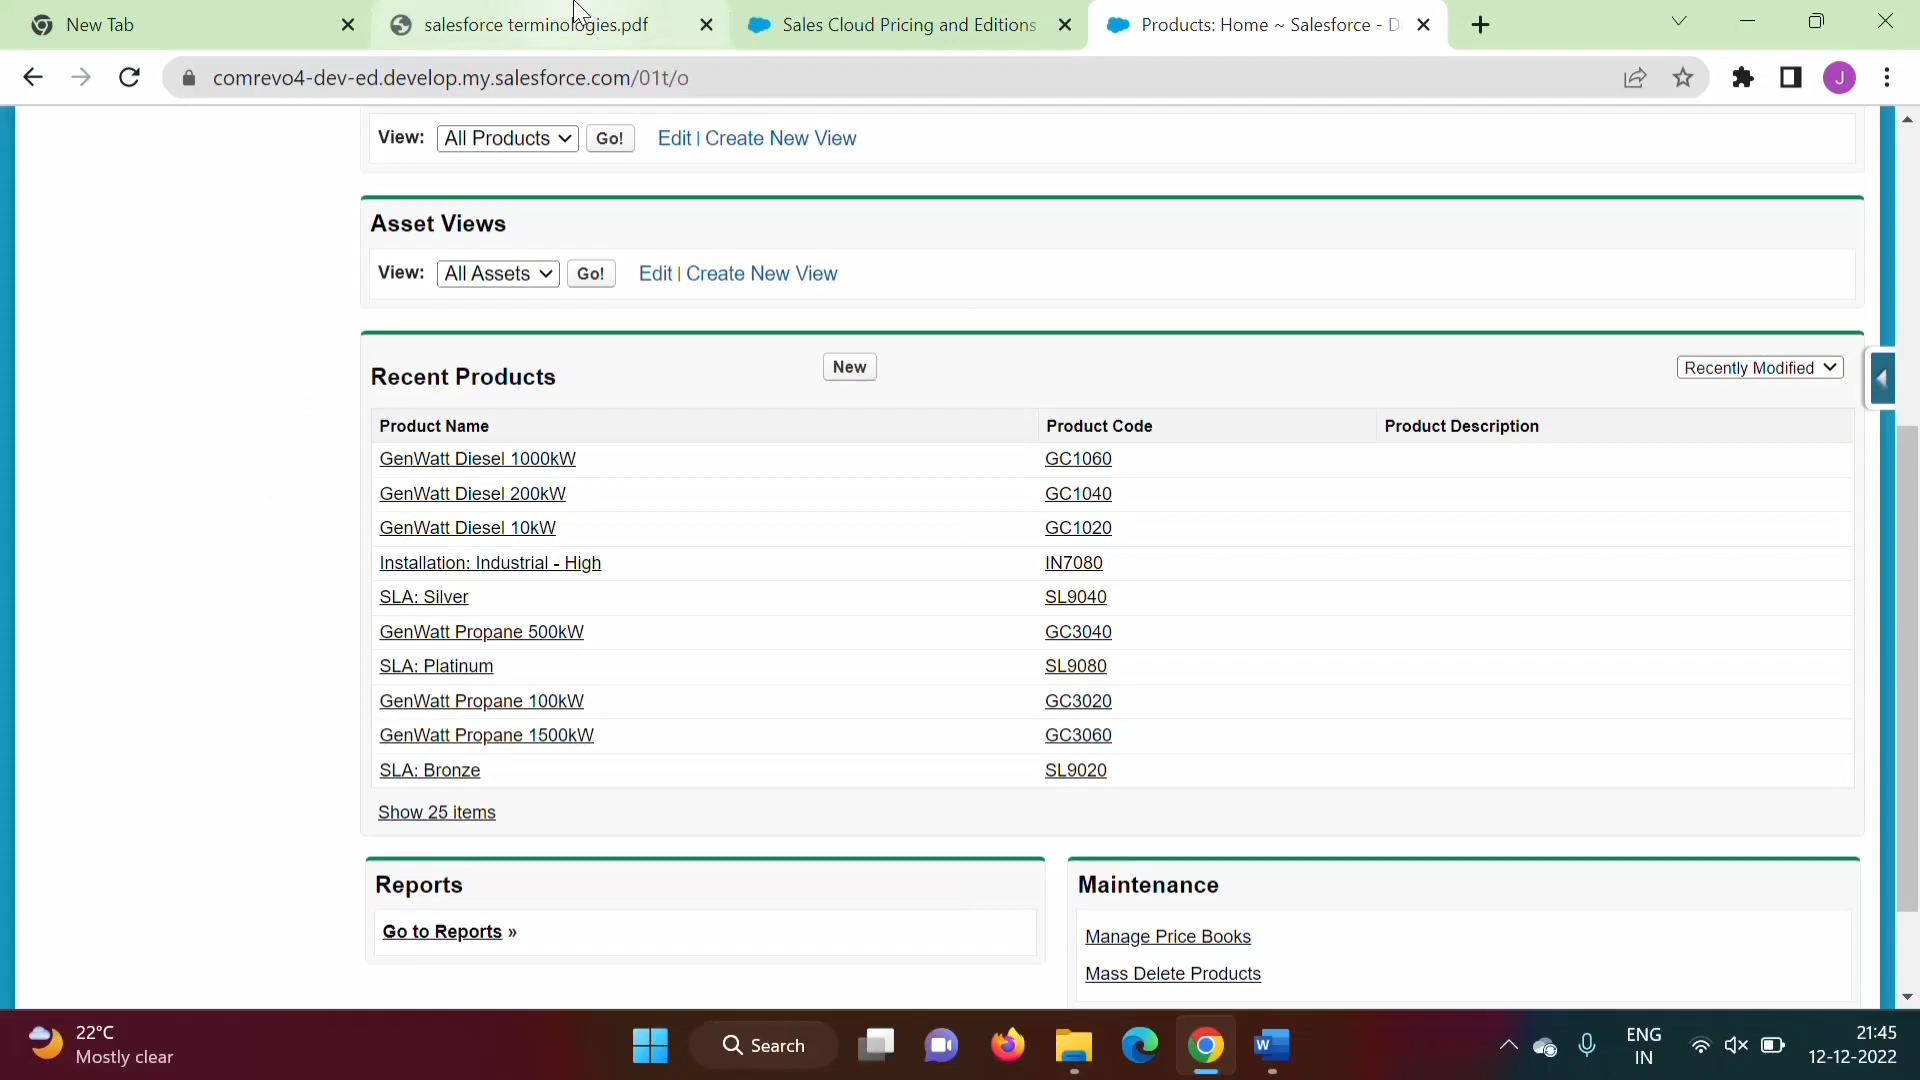 New Tab
salesforce terminologies.pdf
Sales Cloud Pricing and Editions
Products: Home ~ Salesforce - D
comrevo4-dev-ed.develop.my.salesforce.com/01t/o
J
View: All Products Go! Edit | Create New View
Asset Views
View: All Assets Go! Edit | Create New View
Recent Products New Recently Modified
Product Name Product Code Product Description
GenWatt Diesel 1000kW GC1060
GenWatt Diesel 200kW GC1040
GenWatt Diesel 10kW GC1020
Installation: Industrial - High IN7080
SLA: Silver SL9040
GenWatt Propane 500kW GC3040
SLA: Platinum SL9080
GenWatt Propane 100kW GC3020
GenWatt Propane 1500kW GC3060
SLA: Bronze SL9020
Show 25 items
Reports
Go to Reports »
Maintenance
Manage Price Books
Mass Delete Products
22°C
Mostly clear
Search
W
ENG
IN
21:45
12-12-2022